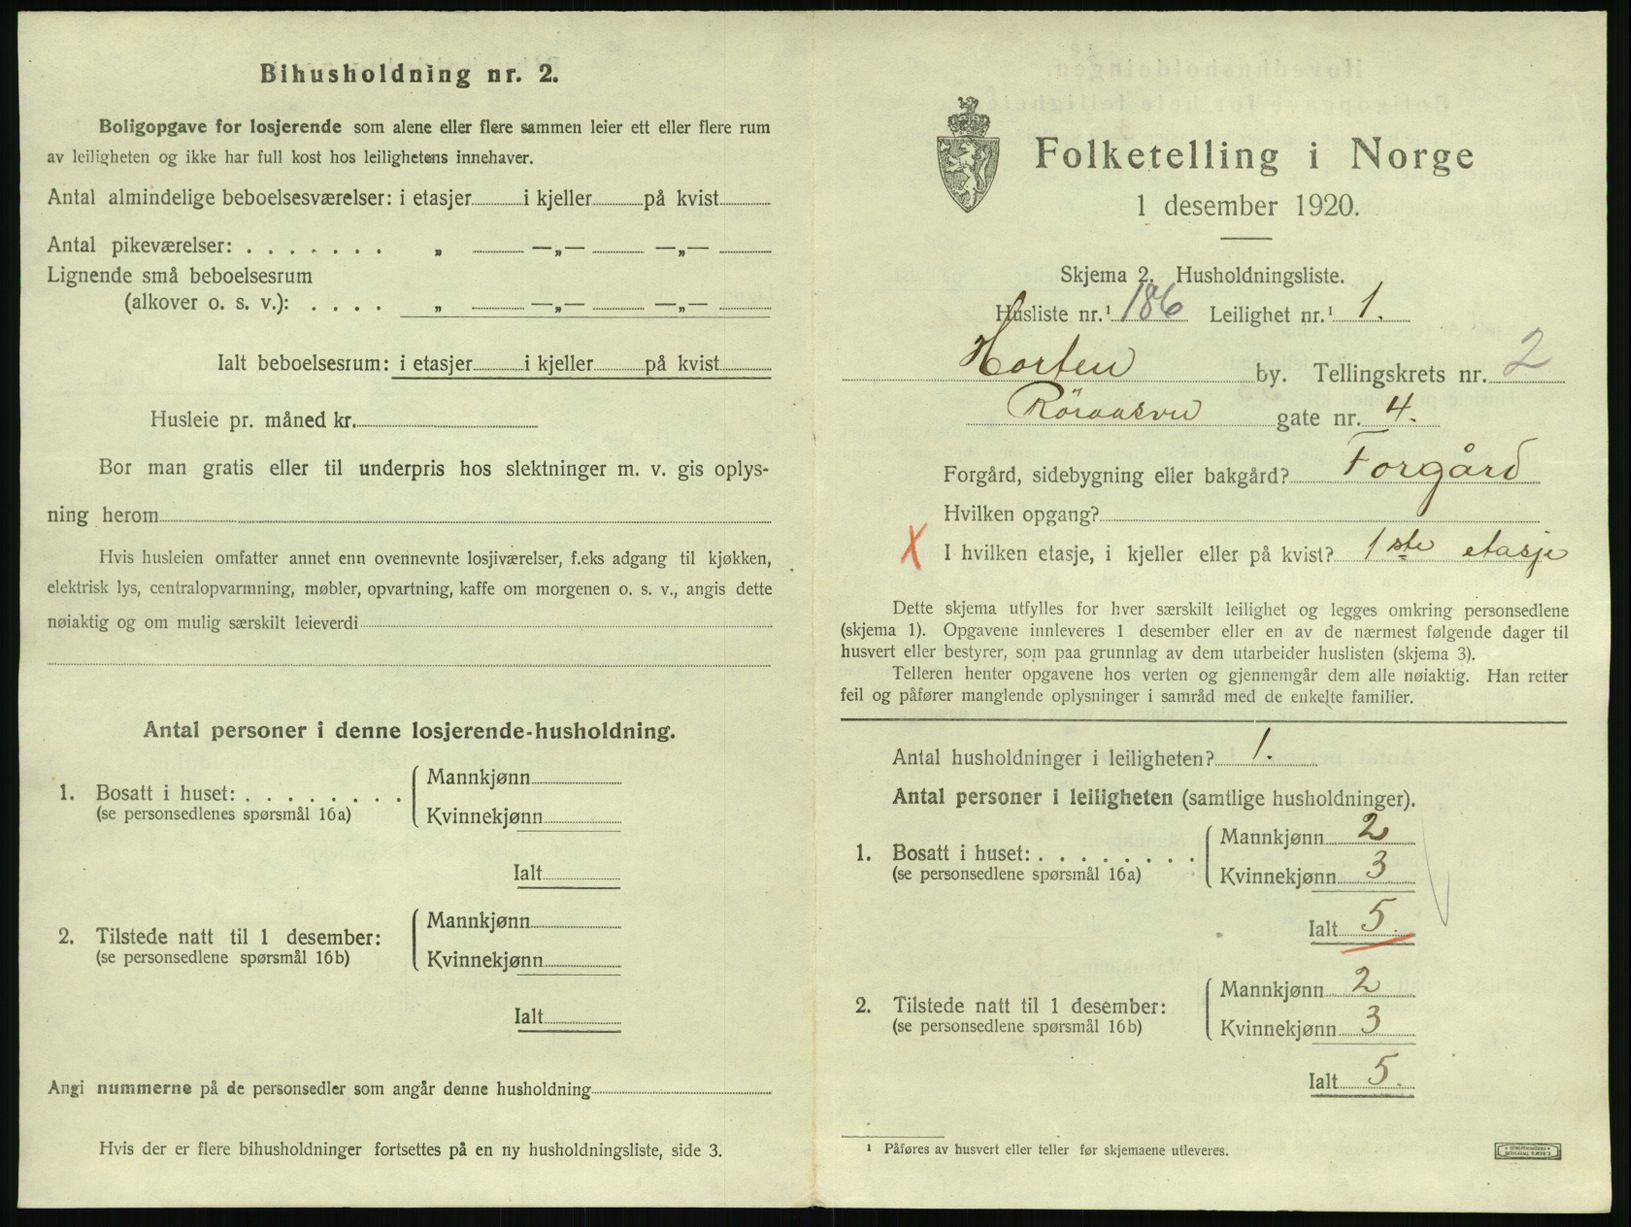 Bihusholdning nr. 2.
Boligopgave for losjerende som alene eller flere sammen leier ett eller flere rum
av leiligheten og ikke har full kost hos leilighetens innehaver.
Antal almindelige beboelsesværelser: i etasjer i kjeller på kvist
Antal pikeværelser: . . . . . . . „ —„— —„—
Lignende små beboelsesrum
(alkover o. s. v.): . . . . „ —„— —„—
Ialt beboelsesrum: i etasjer i kjeller på kvist
Husleie pr. måned kr.
Bor man gratis eller til underpris hos slektninger m. v. gis oplys-
ning herom
Hvis husleien omfatter annet enn ovennevnte losjiværelser, f.eks adgang til kjøkken,
elektrisk lys, centralopvarmning, møbler, opvartning, kaffe om morgenen o. s. v., angis dette
nøiaktig og om mulig særskilt leieverdi
Antal personer i denne losjerende-husholdning.
1. Bosatt i huset: . . . . . . . .
(se personsedlenes spørsmål 16a)
Mannkjønn
Kvinnekjønn
Ialt
2. Tilstede natt til 1 desember:
(se personsedlene spørsmål 16b)
Mannkjønn
Kvinnekjønn
Ialt
Angi nummerne på de personsedler som angår denne husholdning
Hvis der er flere bihusholdninger fortsettes på en ny husholdningsliste, side 3.
Folketelling i Norge
1 desember 1920.
Skjema 2. Husholdningsliste.
Husliste nr.¹ 186 Leilighet nr.¹ 1.
Horten by. Tellingskrets nr. 2
gate nr. 4.
Forgård, sidebygning eller bakgård? Forgård
Hvilken opgang?
X I hvilken etasje, i kjeller eller på kvist? 1ste etasje
Dette skjema utfylles for hver særskilt leilighet og legges omkring personsedlene
(skjema 1). Opgavene innleveres 1 desember eller en av de nærmest følgende dager til
husvert eller bestyrer, som paa grunnlag av dem utarbeider huslisten (skjema 3).
Telleren henter opgavene hos verten og gjennemgår dem alle nøiaktig. Han retter
feil og påfører manglende oplysninger i samråd med de enkelte familier.
Antal husholdninger i leiligheten? 1.
Antal personer i leiligheten (samtlige husholdninger).
1. Bosatt i huset: . . . . . . . .
(se personsedlene spørsmål 16a)
Mannkjønn 2
Kvinnekjønn 3
Ialt 5
2. Tilstede natt til 1 desember:
(se personsedlene spørsmål 16b)
Mannkjønn 2
Kvinnekjønn 3
Ialt 5.
¹ Påføres av husvert eller teller før skjemaene utleveres.